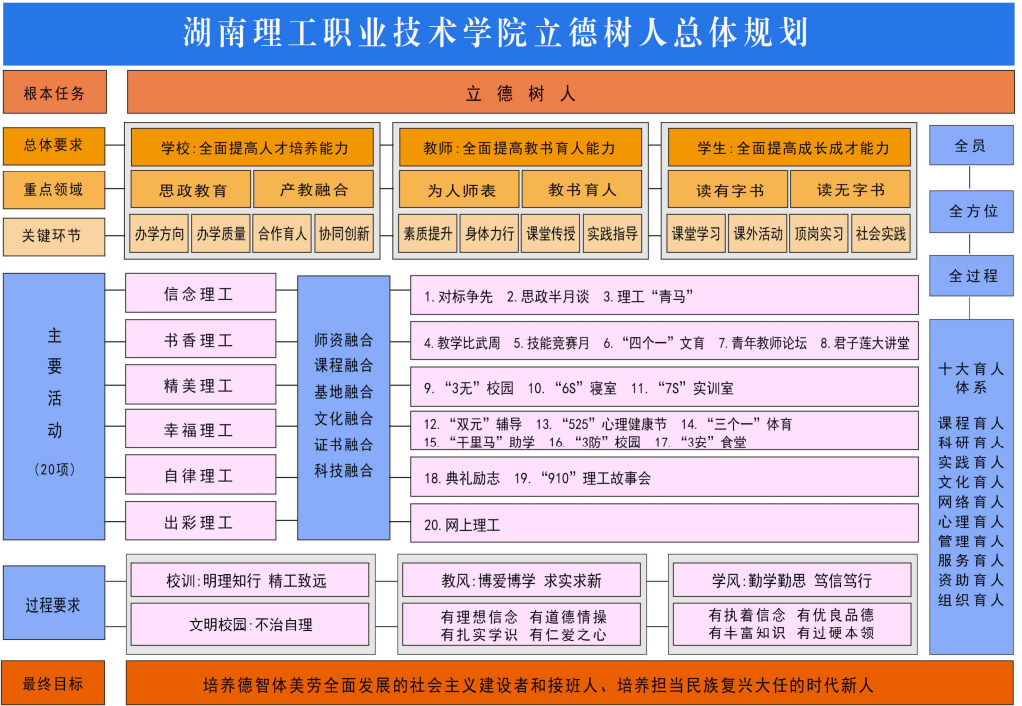 湖南理工职业技术学院立德树人总体规划
根本任务
立 德 树 人
总体要求
学校:全面提高人才培养能力
教师:全面提高教书育人能力
学生:全面提高成长成才能力
全员
重点领域
思政教育
产教融合
为人师表
教书育人
读有字书
读无字书
全方位
关键环节
办学方向
办学质量
合作育人
协同创新
素质提升
身体力行
课堂传授
实践指导
课堂学习
课外活动
顶岗实习
社会实践
全过程
主
要
活
动
(20项)
信念理工
书香理工
精美理工
幸福理工
自律理工
出彩理工
师资融合
课程融合
基地融合
文化融合
证书融合
科技融合
1.对标争先 2.思政半月谈 3.理工“青马”
4.教学比武周 5.技能竞赛月 6.“四个一”文育 7.青年教师论坛 8.君子莲大讲堂
9.“3无”校园 10.“6S”寝室 11.“7S”实训室
12.“双元”辅导 13.“525”心理健康节 14.“三个一”体育
15.“千里马”助学 16.“3防”校园 17.“3安”食堂
18.典礼励志 19.“910”理工故事会
20.网上理工
十大育人
体系
课程育人
科研育人
实践育人
文化育人
网络育人
心理育人
管理育人
服务育人
资助育人
组织育人
过程要求
校训:明理知行 精工致远
文明校园:不治自理
教风:博爱博学 求实求新
有理想信念 有道德情操
有扎实学识 有仁爱之心
学风:勤学勤思 笃信笃行
有执着信念 有优良品德
有丰富知识 有过硬本领
最终目标
培养德智体美劳全面发展的社会主义建设者和接班人、培养担当民族复兴大任的时代新人